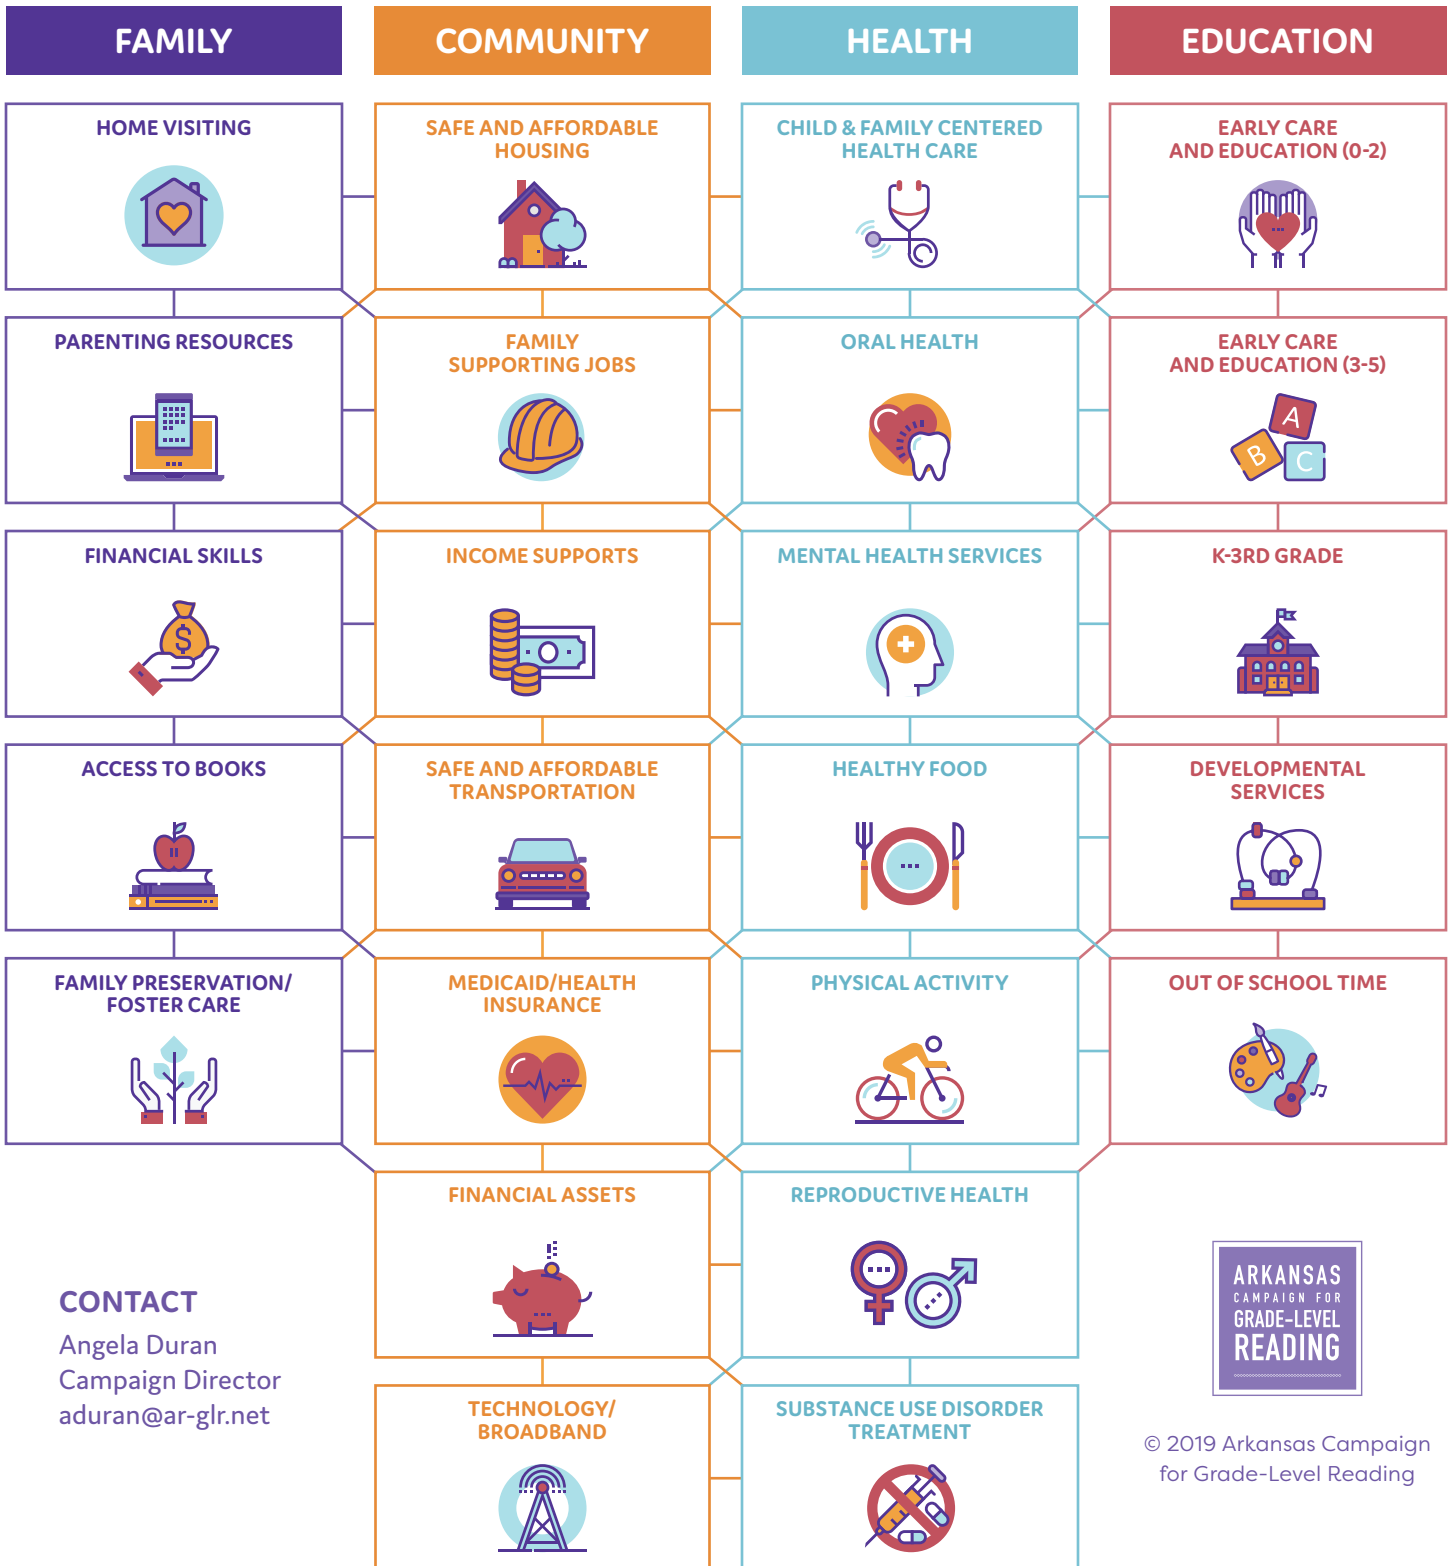 FAMILY
HOME VISITING
PARENTING RESOURCES
FINANCIAL SKILLS
$
ACCESS TO BOOKS
FAMILY PRESERVATION/
FOSTER CARE
COMMUNITY
SAFE AND AFFORDABLE
HOUSING
FAMILY
SUPPORTING JOBS
INCOME SUPPORTS
SAFE AND AFFORDABLE
TRANSPORTATION
MEDICAID/HEALTH
INSURANCE
FINANCIAL ASSETS
TECHNOLOGY/
BROADBAND
HEALTH
CHILD & FAMILY CENTERED
HEALTH CARE
ORAL HEALTH
MENTAL HEALTH SERVICES
HEALTHY FOOD
PHYSICAL ACTIVITY
REPRODUCTIVE HEALTH
SUBSTANCE USE DISORDER
TREATMENT
EDUCATION
EARLY CARE
AND EDUCATION (0-2)
EARLY CARE
AND EDUCATION (3-5)
A
B
C
K-3RD GRADE
DEVELOPMENTAL
SERVICES
OUT OF SCHOOL TIME
CONTACT
Angela Duran
Campaign Director
aduran@ar-glr.net
ARKANSAS
CAMPAIGN FOR
GRADE-LEVEL
READING
© 2019 Arkansas Campaign
for Grade-Level Reading